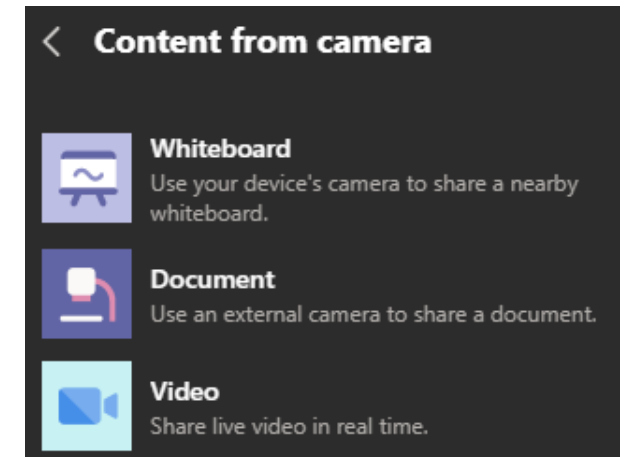 Content from camera
Whiteboard
Use your device's camera to share a nearby
whiteboard.
Document
Use an external camera to share a document.
Video
Share live video in real time.